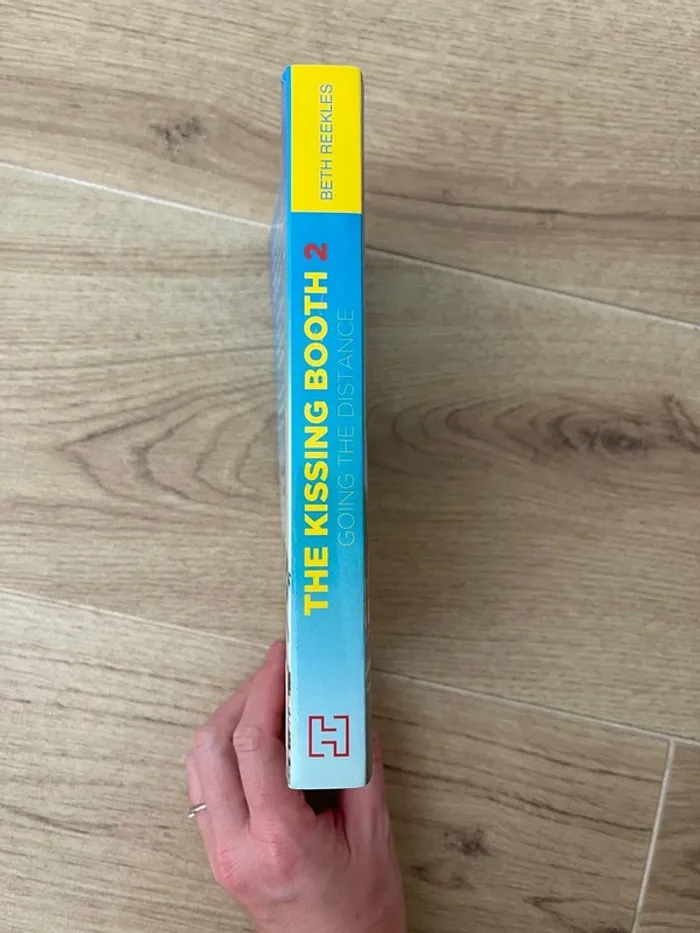 BETH REEKLES
THE KISSING BOOTH 2
GOING THE DISTANCE